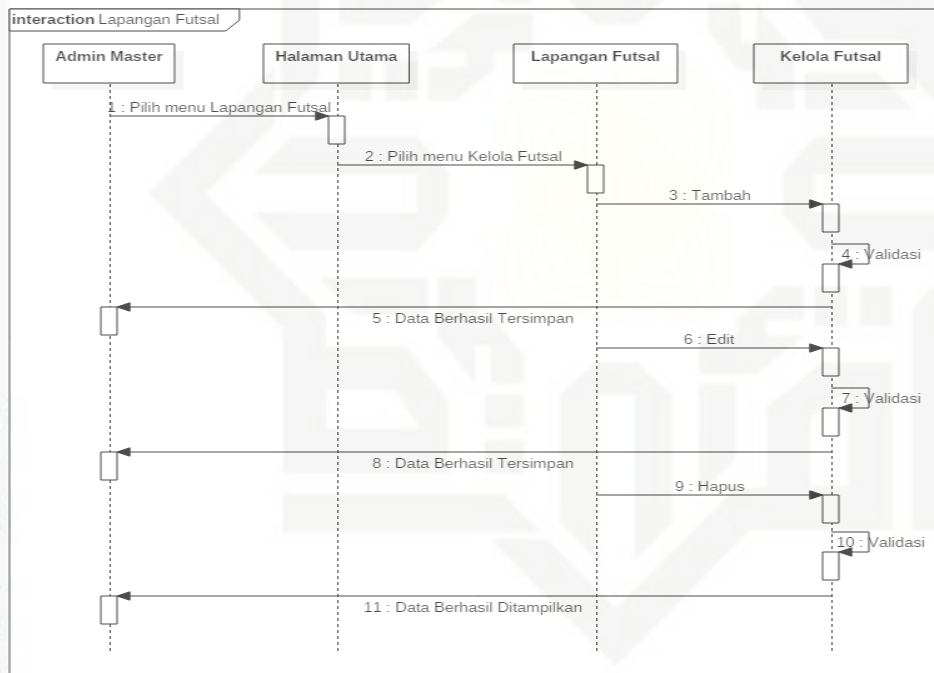 interaction Lapangan Futsal
Admin Master
Halaman Utama
Lapangan Futsal
Kelola Futsal
1 : Pilih menu Lapangan Futsal
2 : Pilih menu Kelola Futsal
3 : Tambah
4 : Validasi
5 : Data Berhasil Tersimpan
6 : Edit
7 : Validasi
8 : Data Berhasil Tersimpan
9 : Hapus
10 : Validasi
11 : Data Berhasil Ditampilkan